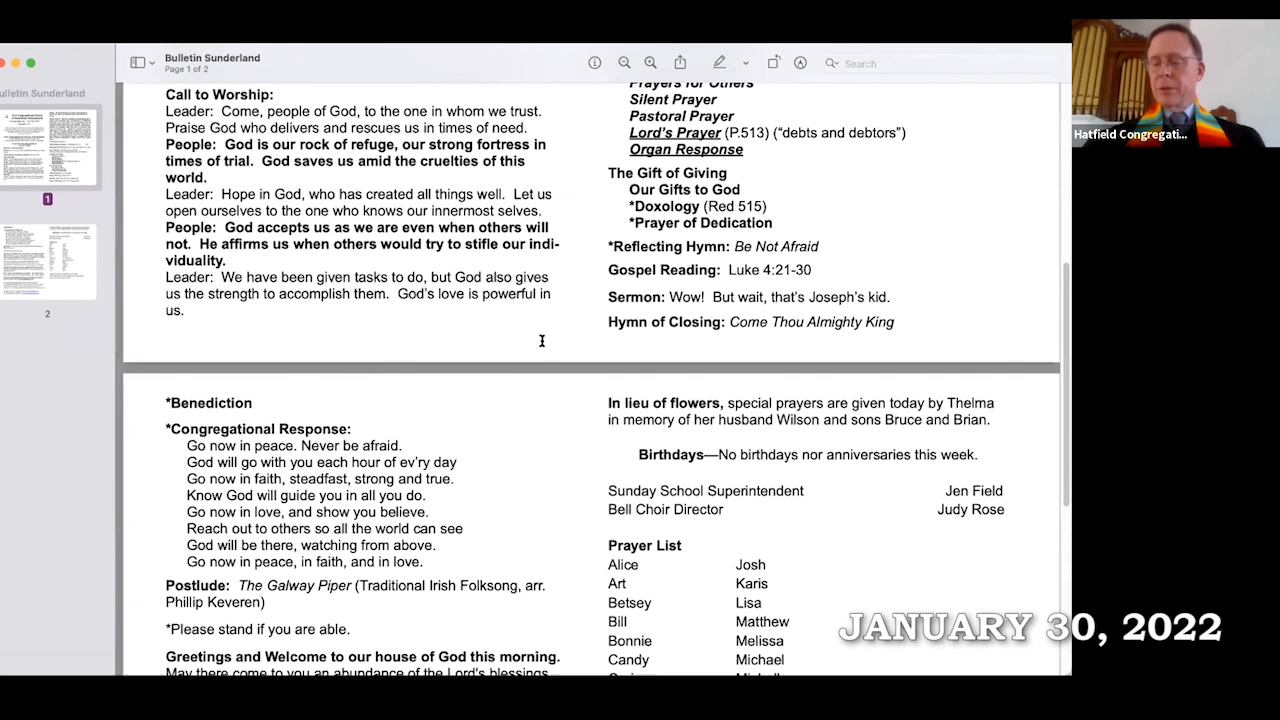 Bulletin Sunderland
Page 1 of 2
Search
Bulletin Sunderland
1
2
Call to Worship:
Leader: Come, people of God, to the one in whom we trust.
Praise God who delivers and rescues us in times of need.
People: God is our rock of refuge, our strong fortress in
times of trial. God saves us amid the cruelties of this
world.
Leader: Hope in God, who has created all things well. Let us
open ourselves to the one who knows our innermost selves.
People: God accepts us as we are even when others will
not. He affirms us when others would try to stifle our indi-
viduality.
Leader: We have been given tasks to do, but God also gives
us the strength to accomplish them. God's love is powerful in
us.
Prayers for Others
Silent Prayer
Pastoral Prayer
Lord's Prayer (P.513) ("debts and debtors")
Organ Response
The Gift of Giving
Our Gifts to God
*Doxology (Red 515)
*Prayer of Dedication
*Reflecting Hymn: Be Not Afraid
Gospel Reading: Luke 4:21-30
Sermon: Wow! But wait, that's Joseph's kid.
Hymn of Closing: Come Thou Almighty King
*Benediction
*Congregational Response:
Go now in peace. Never be afraid.
God will go with you each hour of ev'ry day
Go now in faith, steadfast, strong and true.
Know God will guide you in all you do.
Go now in love, and show you believe.
Reach out to others so all the world can see
God will be there, watching from above.
Go now in peace, in faith, and in love.
Postlude: The Galway Piper (Traditional Irish Folksong, arr.
Phillip Keveren)
*Please stand if you are able.
Greetings and Welcome to our house of God this morning.
May there come to you an abundance of the Lord's blessings
In lieu of flowers, special prayers are given today by Thelma
in memory of her husband Wilson and sons Bruce and Brian.
Birthdays—No birthdays nor anniversaries this week.
Sunday School Superintendent Jen Field
Bell Choir Director Judy Rose
Prayer List
Alice Josh
Art Karis
Betsey Lisa
Bill Matthew
Bonnie Melissa
Candy Michael
Hatfield Congregati...
JANUARY 30, 2022